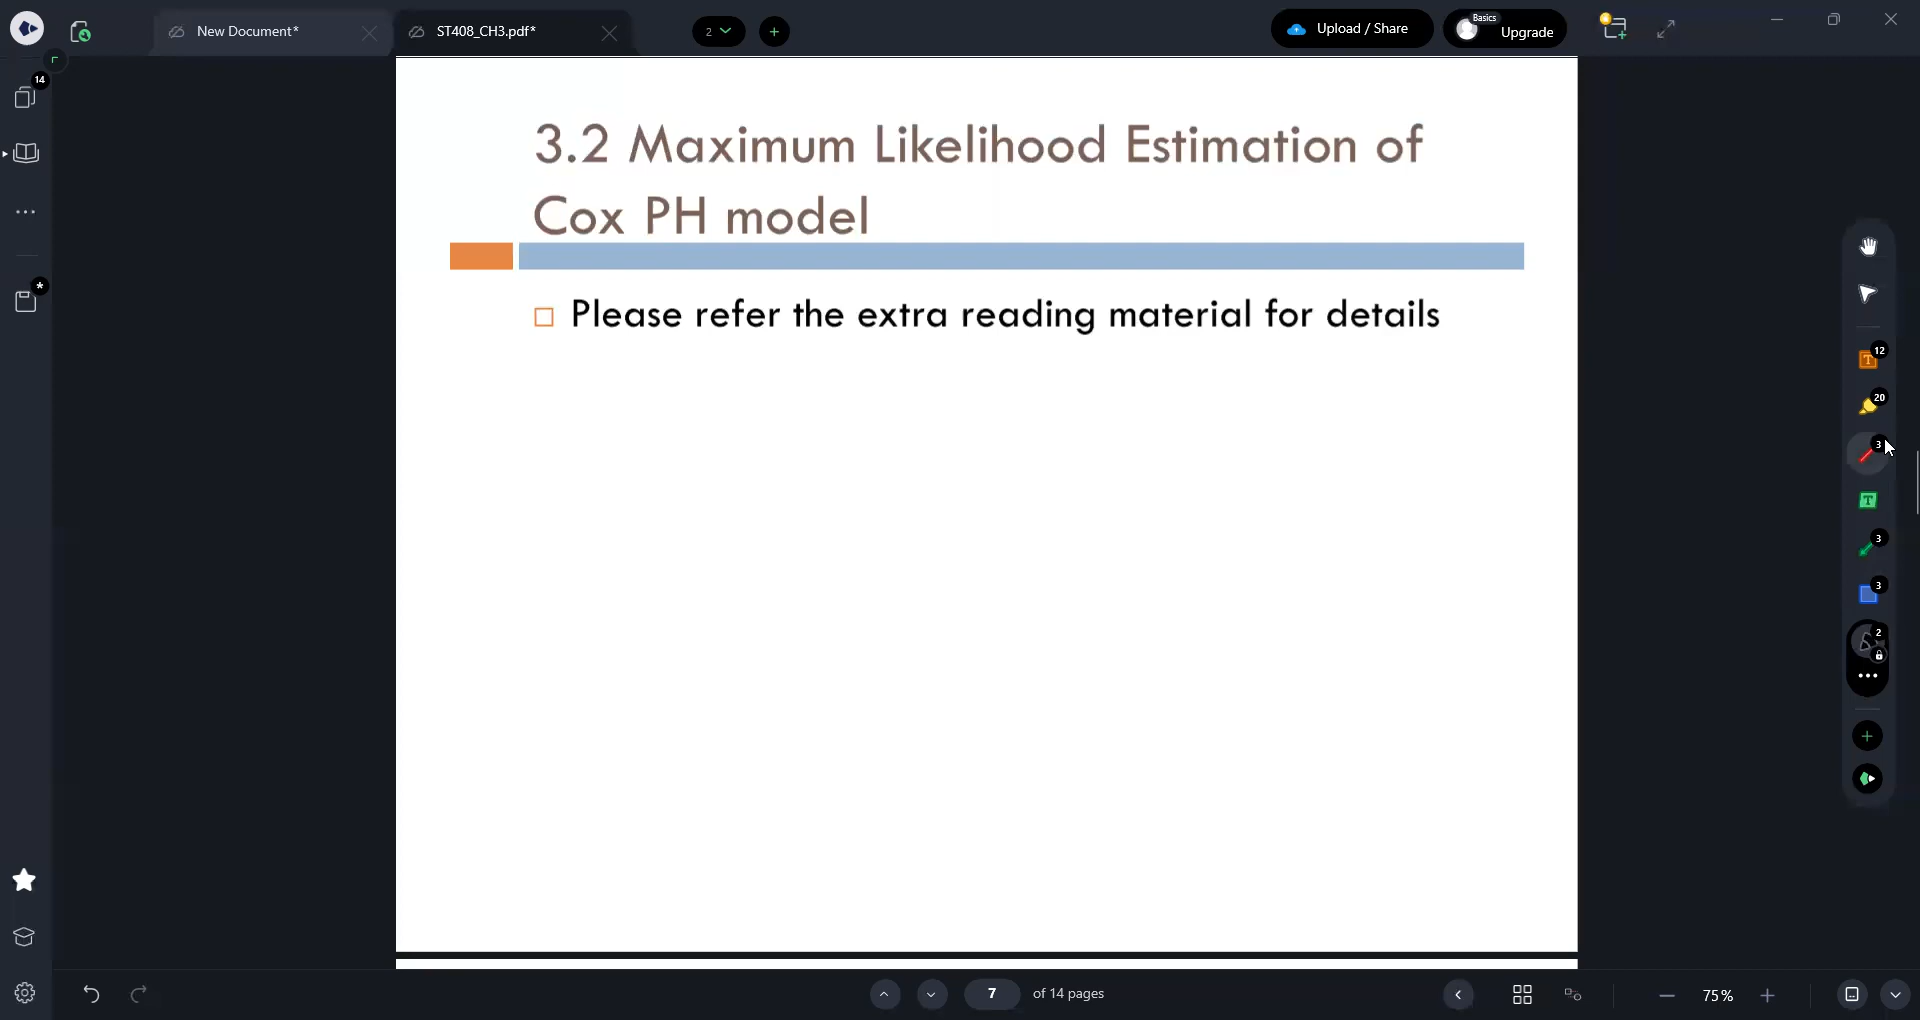 New Document*
ST408_CH3.pdf*
2
Upload / Share
Basics
Upgrade
14
3.2 Maximum Likelihood Estimation of
Cox PH model
Please refer the extra reading material for details
12
20
3
T
3
3
2
7
of 14 pages
75%